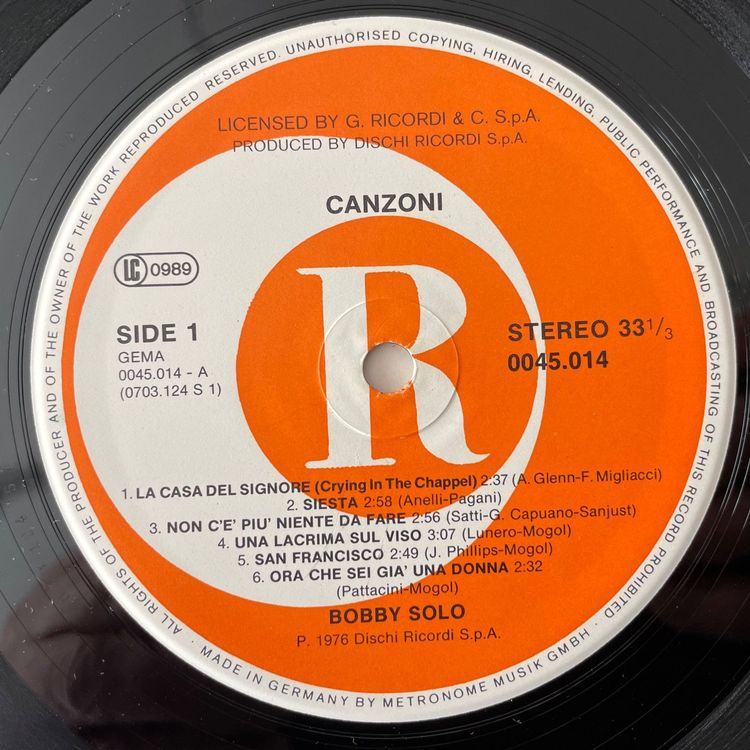 ALL RIGHTS OF THE PRODUCER AND OF THE OWNER OF THE WORK REPRODUCED RESERVED. UNAUTHORISED COPYING, HIRING, LENDING, PUBLIC PERFORMANCE AND BROADCASTING OF THIS RECORD PROHIBITED.
LICENSED BY G. RICORDI & C. S.p.A.
PRODUCED BY DISCHI RICORDI S.p.A.
CANZONI
LC 0989
R
SIDE 1
GEMA
0045.014 - A
(0703.124 S 1)
STEREO 33 1/3
0045.014
1. LA CASA DEL SIGNORE (Crying In The Chappel) 2:37 (A. Glenn-F. Migliacci)
2. SIESTA 2:58 (Anelli-Pagani)
3. NON C'E' PIU' NIENTE DA FARE 2:56 (Satti-G. Capuano-Sanjust)
4. UNA LACRIMA SUL VISO 3:07 (Lunero-Mogol)
5. SAN FRANCISCO 2:49 (J. Phillips-Mogol)
6. ORA CHE SEI GIA' UNA DONNA 2:32
(Pattacini-Mogol)
BOBBY SOLO
P. 1976 Dischi Ricordi S.p.A.
· MADE IN GERMANY BY METRONOME MUSIK GMBH ·